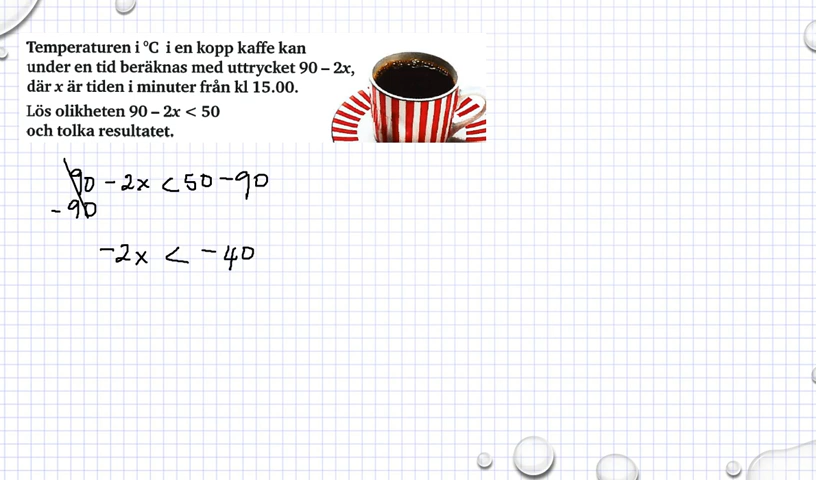 Temperaturen i °C i en kopp kaffe kan
under en tid beräknas med uttrycket 90 – 2x,
där x är tiden i minuter från kl 15.00.
Lös olikheten 90 – 2x < 50
och tolka resultatet.
90 - 2x < 50 - 90
- 90
-2x < -40